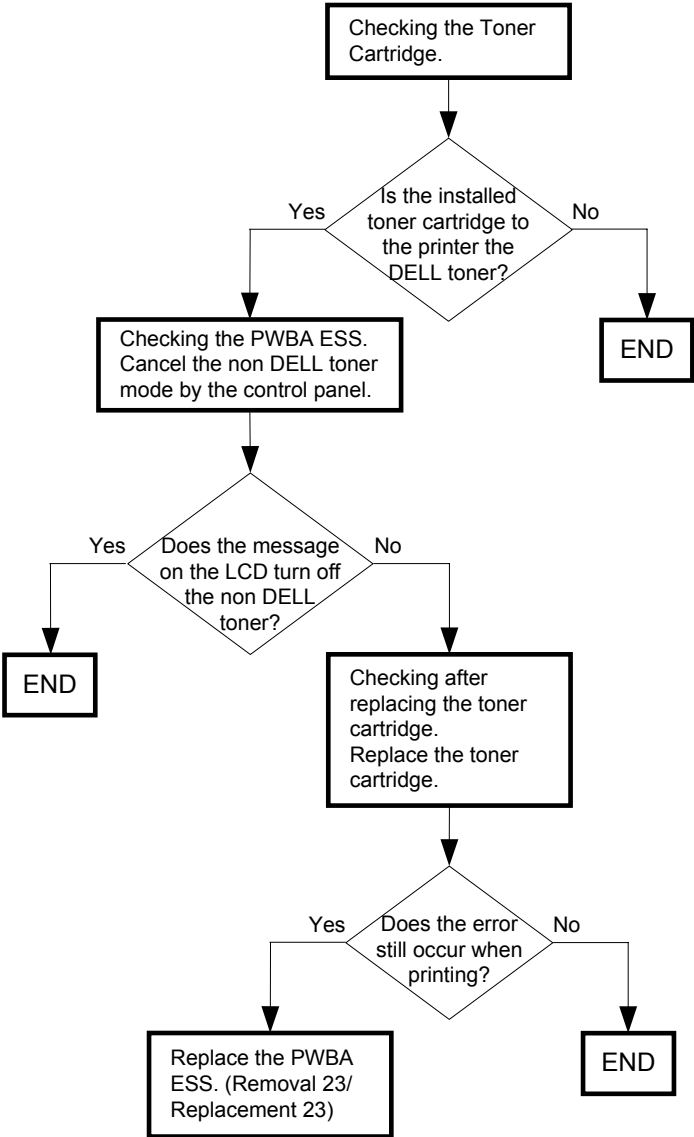 Checking the Toner
Cartridge.
Is the installed
toner cartridge to
the printer the
DELL toner?
Yes
No
Checking the PWBA ESS.
Cancel the non DELL toner
mode by the control panel.
END
Does the message
on the LCD turn off
the non DELL
toner?
Yes
No
END
Checking after
replacing the toner
cartridge.
Replace the toner
cartridge.
Does the error
still occur when
printing?
Yes
No
Replace the PWBA
ESS. (Removal 23/
Replacement 23)
END